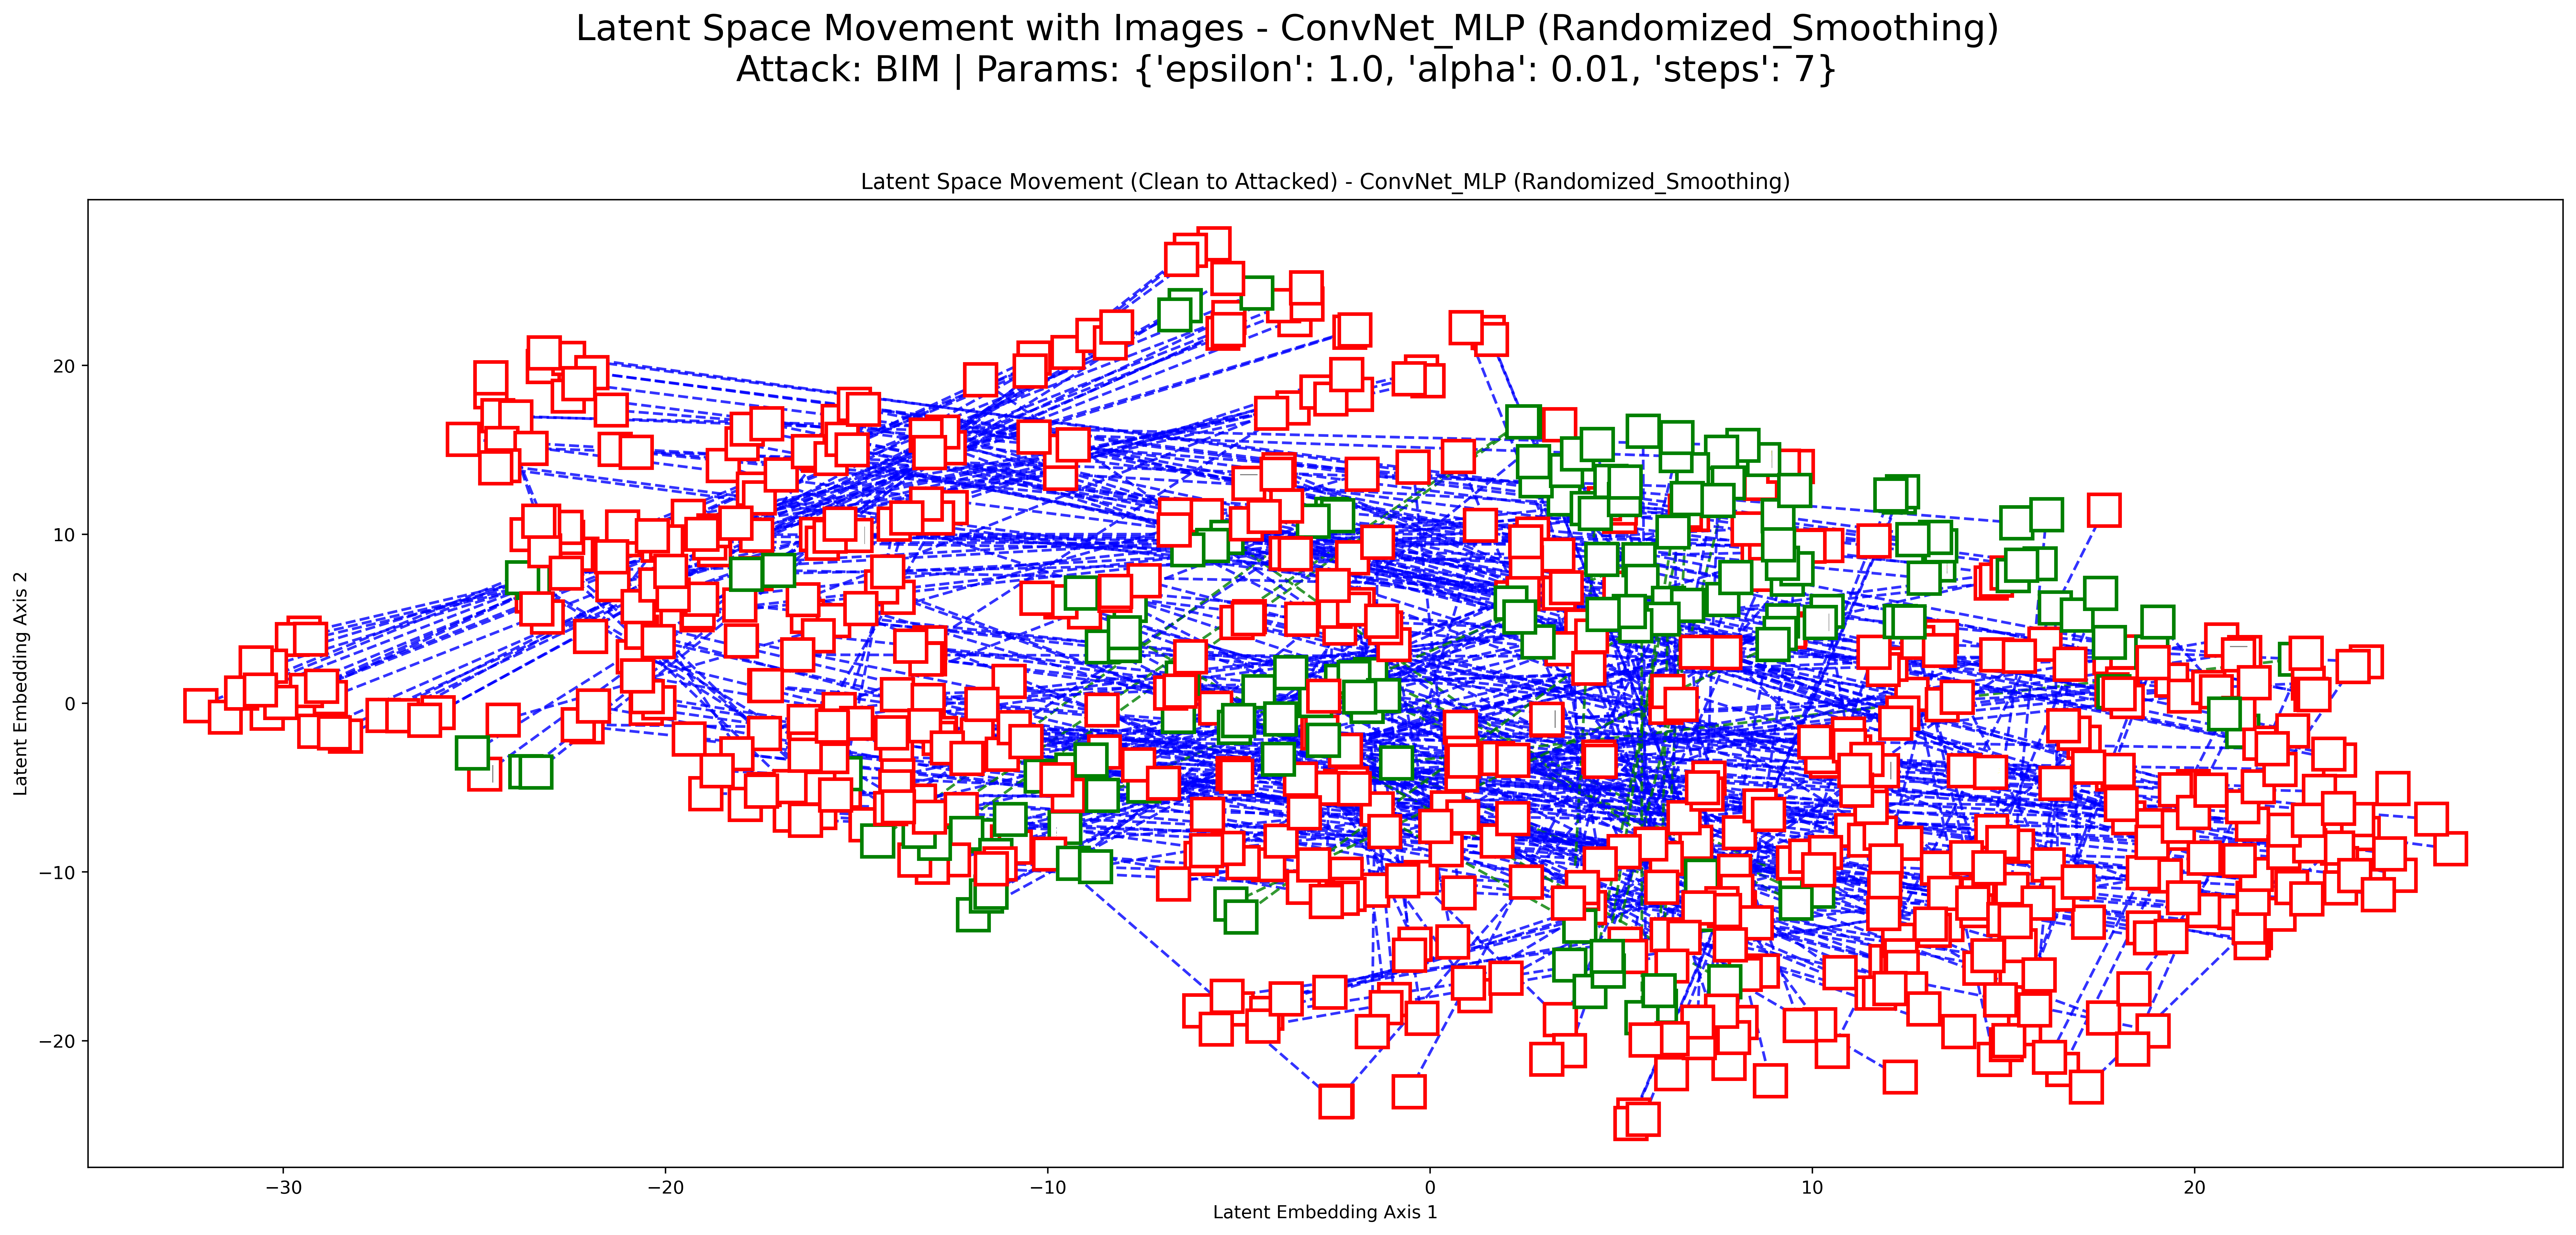 Latent Space Movement with Images - ConvNet_MLP (Randomized_Smoothing)
Attack: BIM | Params: {'epsilon': 1.0, 'alpha': 0.01, 'steps': 7}
Latent Space Movement (Clean to Attacked) - ConvNet_MLP (Randomized_Smoothing)
Latent Embedding Axis 2
20
10
0
−10
−20
−30
−20
−10
0
10
20
Latent Embedding Axis 1